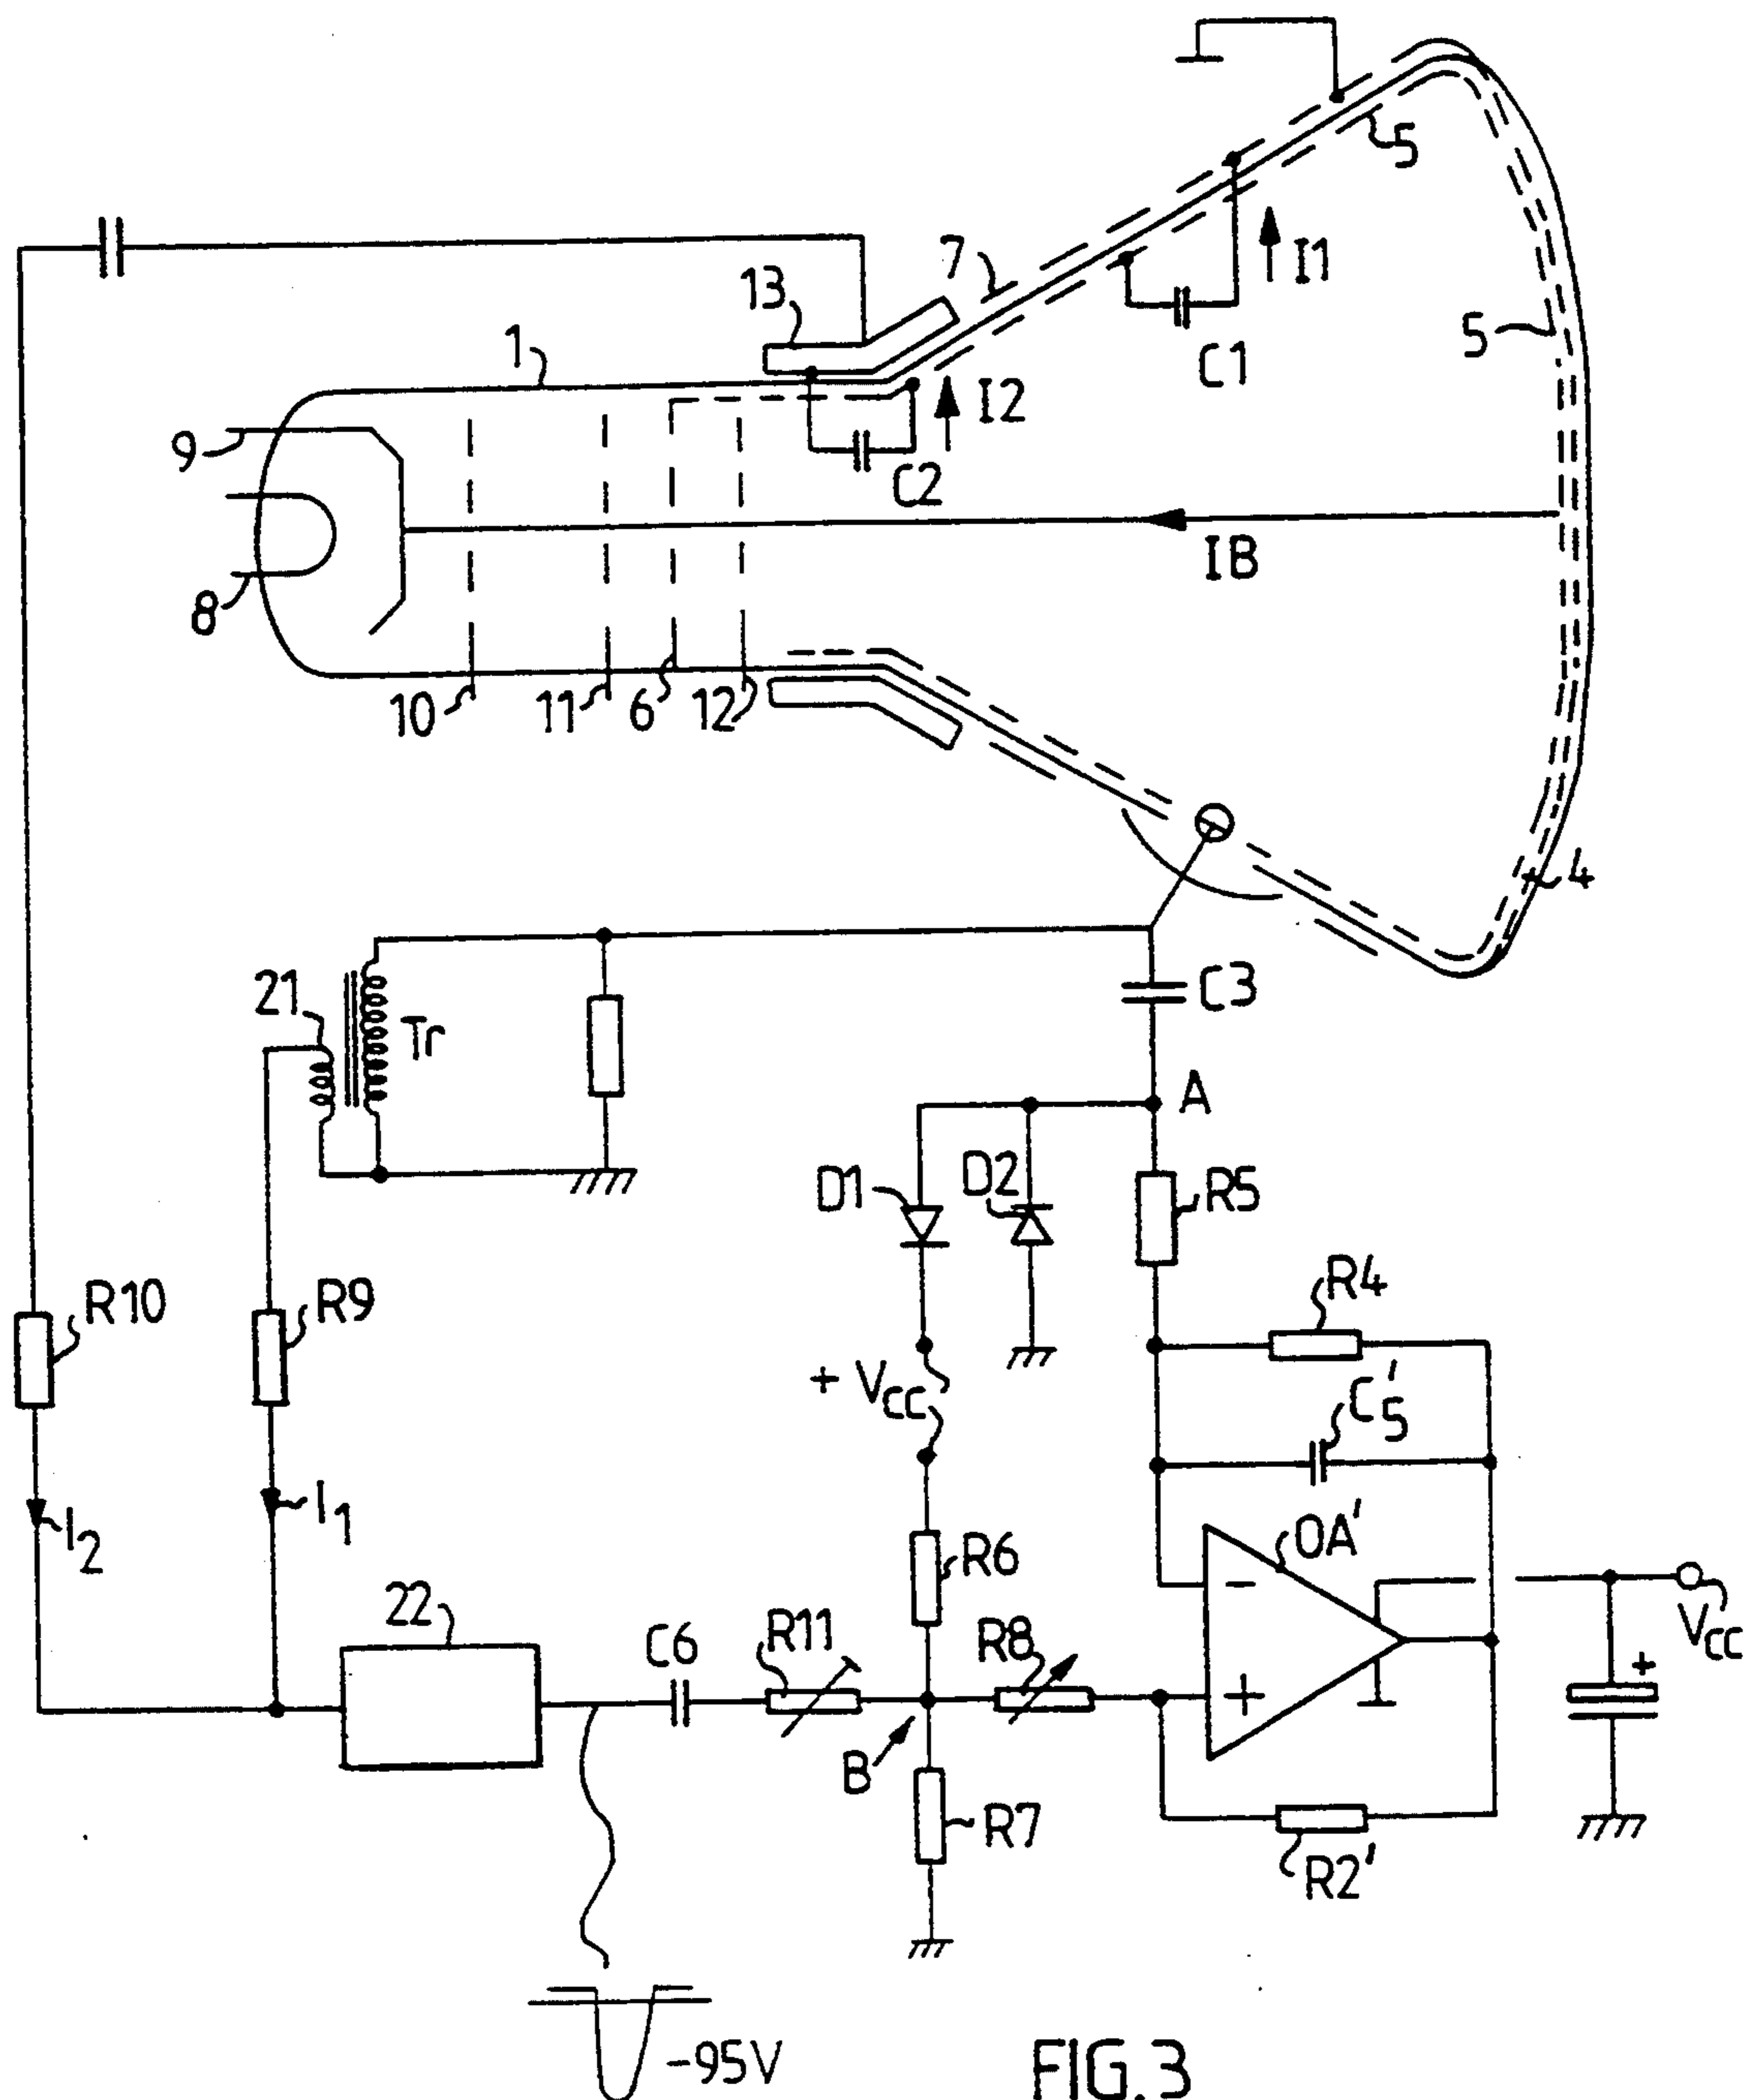 5
7
I1
13
1
C1
5
I2
9
C2
IB
8
10
11
6
12
4
21
Tr
C3
A
D1
D2
R5
R10
R9
R4
+ VCC
C'5
I2
I1
OA'
R6
22
C6
R11
R8
-
+
VCC
+
B
R7
R2'
-95V
FIG.3